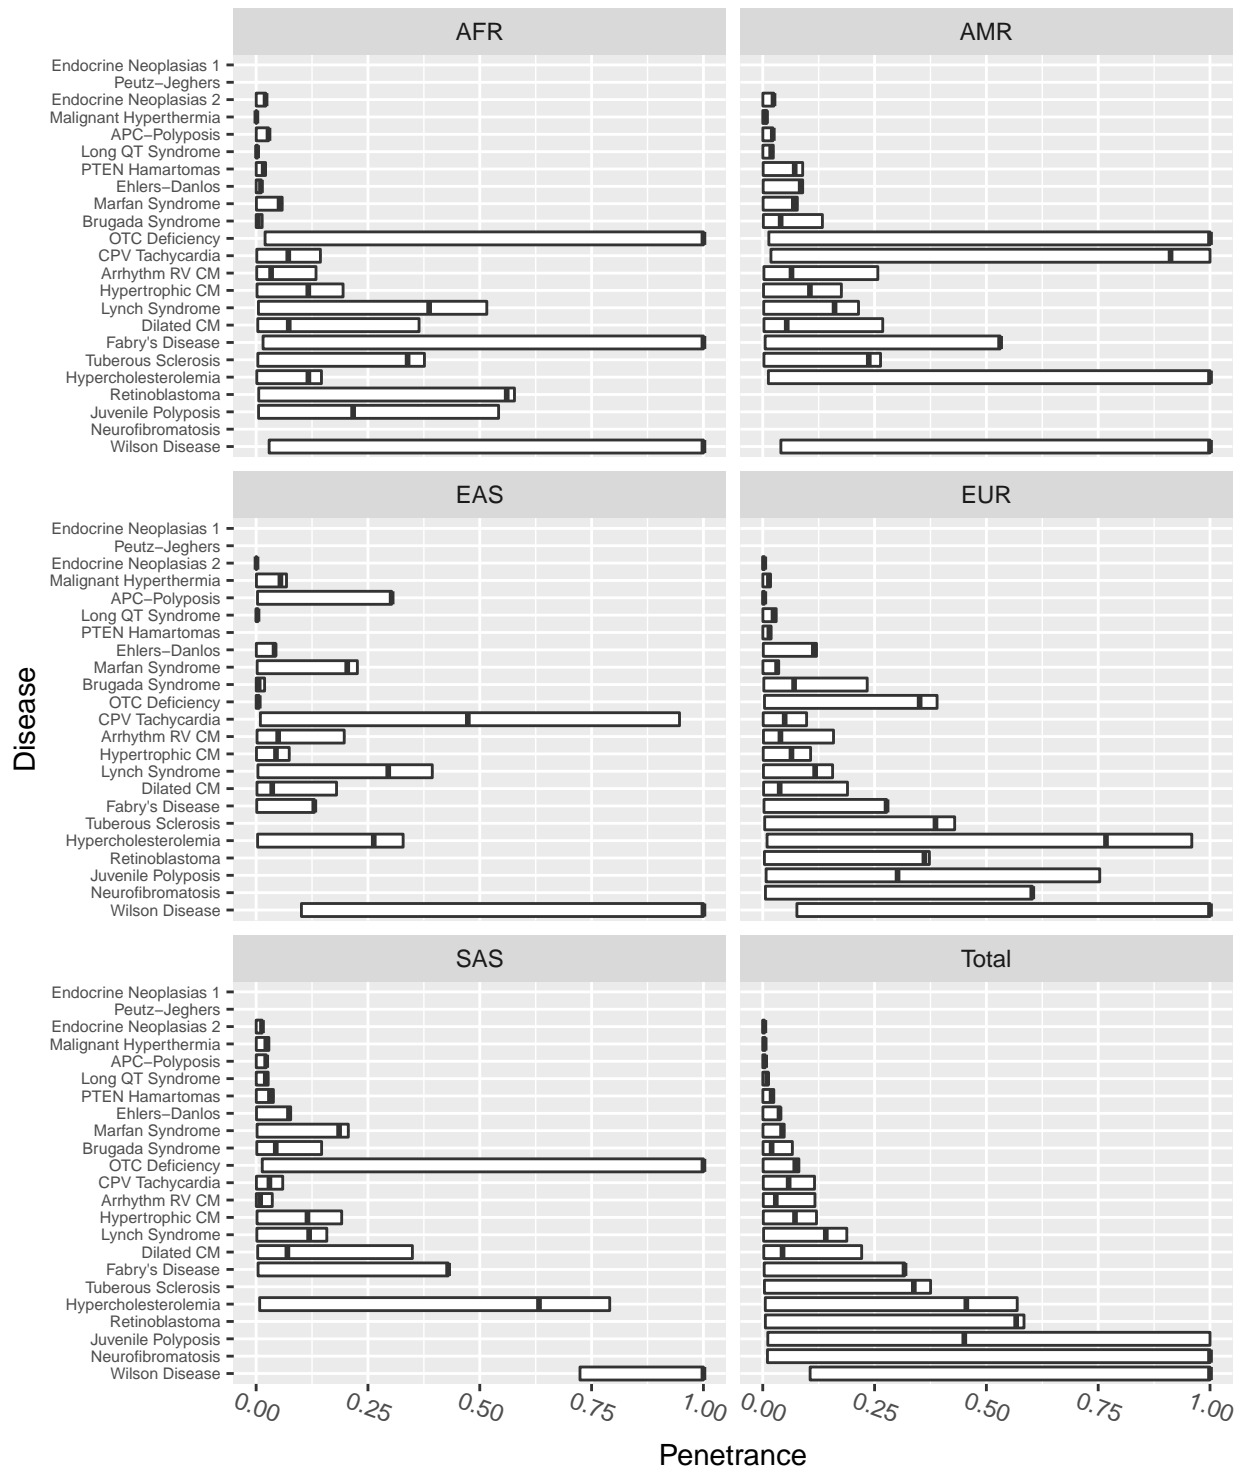 AFR
AMR
Endocrine Neoplasias 1
Peutz−Jeghers
Endocrine Neoplasias 2
Malignant Hyperthermia
APC−Polyposis
Long QT Syndrome
PTEN Hamartomas
Ehlers−Danlos
Marfan Syndrome
Brugada Syndrome
OTC Deficiency
CPV Tachycardia
Arrhythm RV CM
Hypertrophic CM
Lynch Syndrome
Dilated CM
Fabry's Disease
Tuberous Sclerosis
Hypercholesterolemia
Retinoblastoma
Juvenile Polyposis
Neurofibromatosis
Wilson Disease
EAS
EUR
Endocrine Neoplasias 1
Peutz−Jeghers
Endocrine Neoplasias 2
Malignant Hyperthermia
APC−Polyposis
Long QT Syndrome
PTEN Hamartomas
Ehlers−Danlos
Marfan Syndrome
Brugada Syndrome
OTC Deficiency
CPV Tachycardia
Arrhythm RV CM
Hypertrophic CM
Lynch Syndrome
Dilated CM
Fabry's Disease
Tuberous Sclerosis
Hypercholesterolemia
Retinoblastoma
Juvenile Polyposis
Neurofibromatosis
Wilson Disease
Disease
SAS
Total
Endocrine Neoplasias 1
Peutz−Jeghers
Endocrine Neoplasias 2
Malignant Hyperthermia
APC−Polyposis
Long QT Syndrome
PTEN Hamartomas
Ehlers−Danlos
Marfan Syndrome
Brugada Syndrome
OTC Deficiency
CPV Tachycardia
Arrhythm RV CM
Hypertrophic CM
Lynch Syndrome
Dilated CM
Fabry's Disease
Tuberous Sclerosis
Hypercholesterolemia
Retinoblastoma
Juvenile Polyposis
Neurofibromatosis
Wilson Disease
0.00 0.25 0.50 0.75 1.00
0.00 0.25 0.50 0.75 1.00
Penetrance